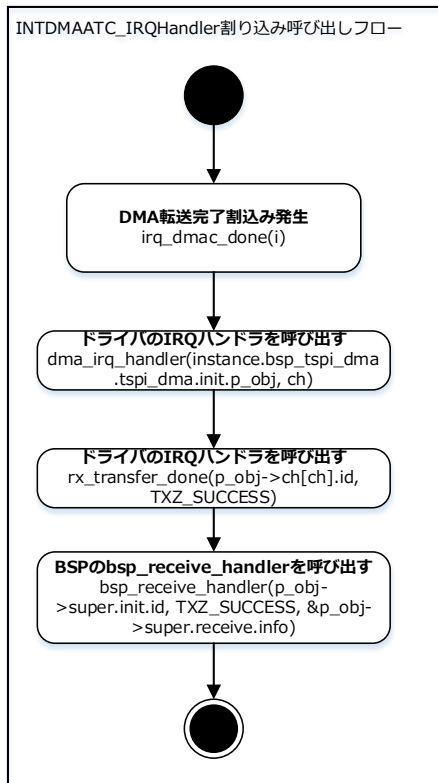 INTDMAATC_IRQHandler割り込み呼び出しフロー
DMA転送完了割込み発生
irq_dmac_done(i)
ドライバのIRQハンドラを呼び出す
dma_irq_handler(instance.bsp_tspi_dma
.tspi_dma.init.p_obj, ch)
ドライバのIRQハンドラを呼び出す
rx_transfer_done(p_obj->ch[ch].id,
TXZ_SUCCESS)
BSPのbsp_receive_handlerを呼び出す
bsp_receive_handler(p_obj-
>super.init.id, TXZ_SUCCESS, &p_obj-
>super.receive.info)